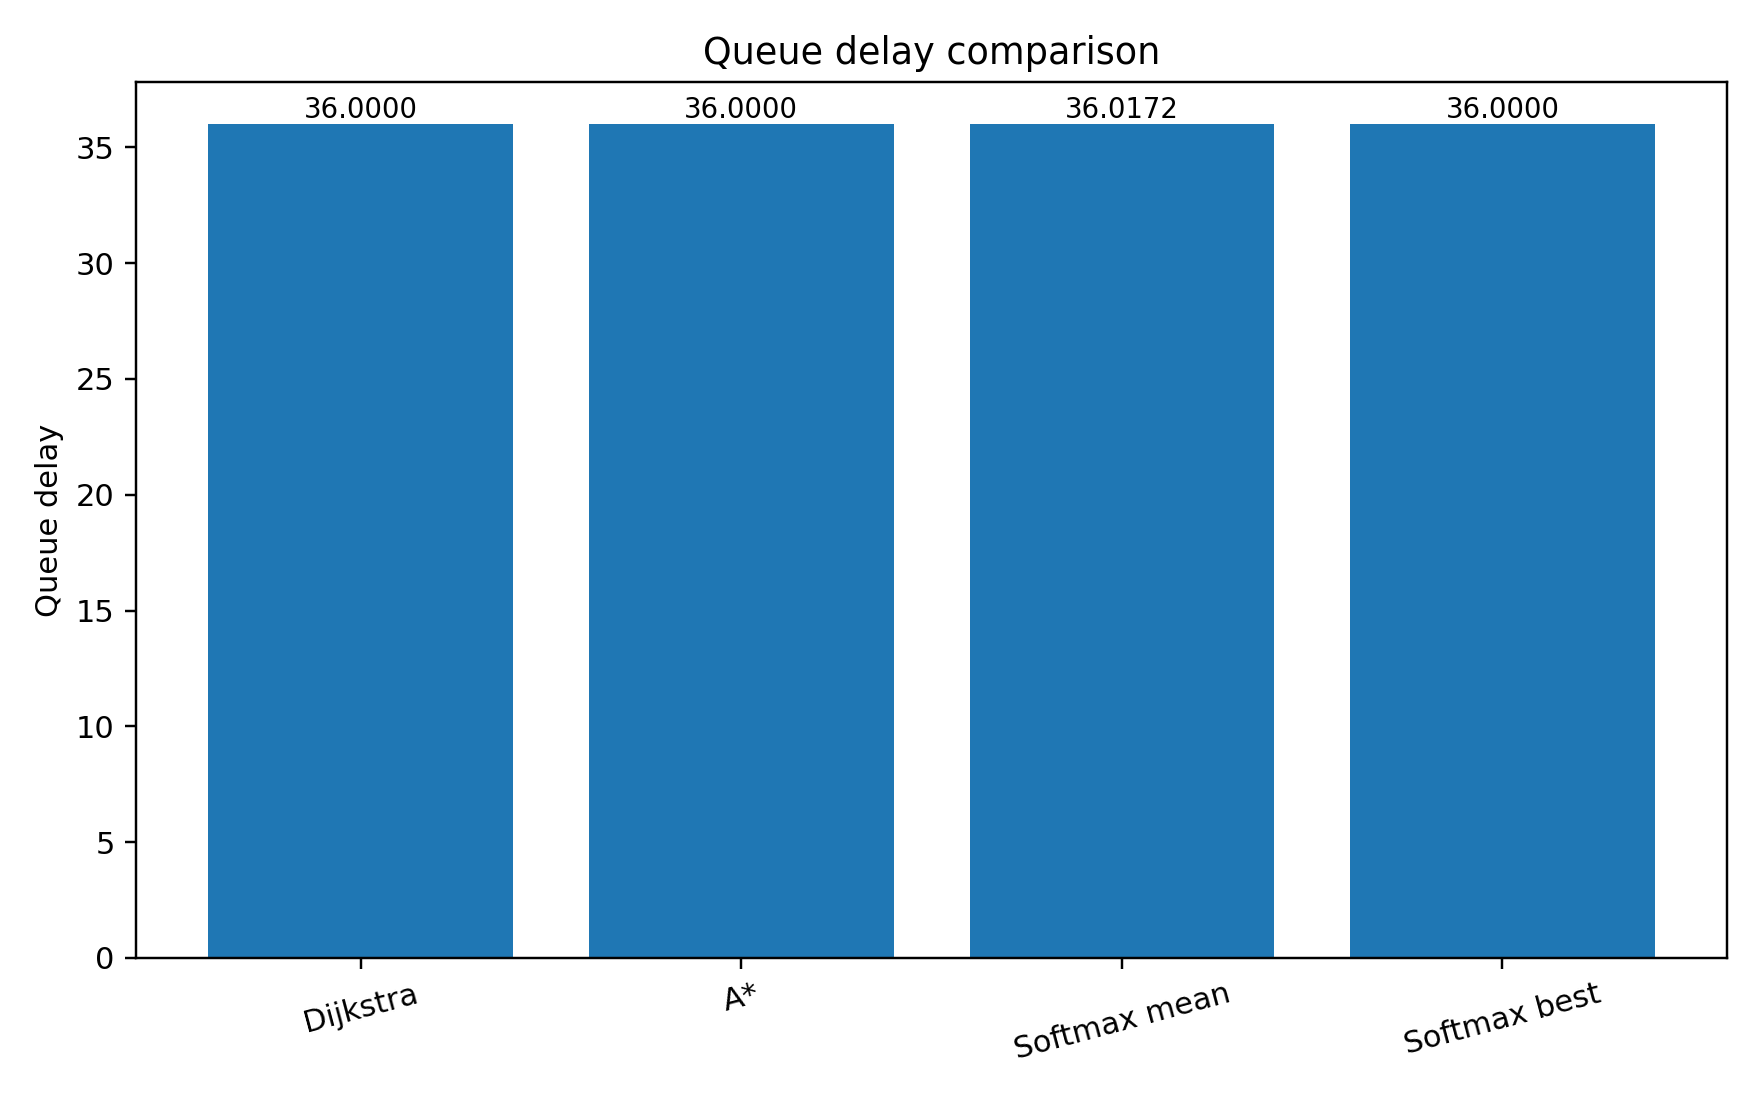 Queue delay comparison
36.0000
36.0000
36.0172
36.0000
Queue delay
35
30
25
20
15
10
5
0
Dijkstra
A*
Softmax mean
Softmax best